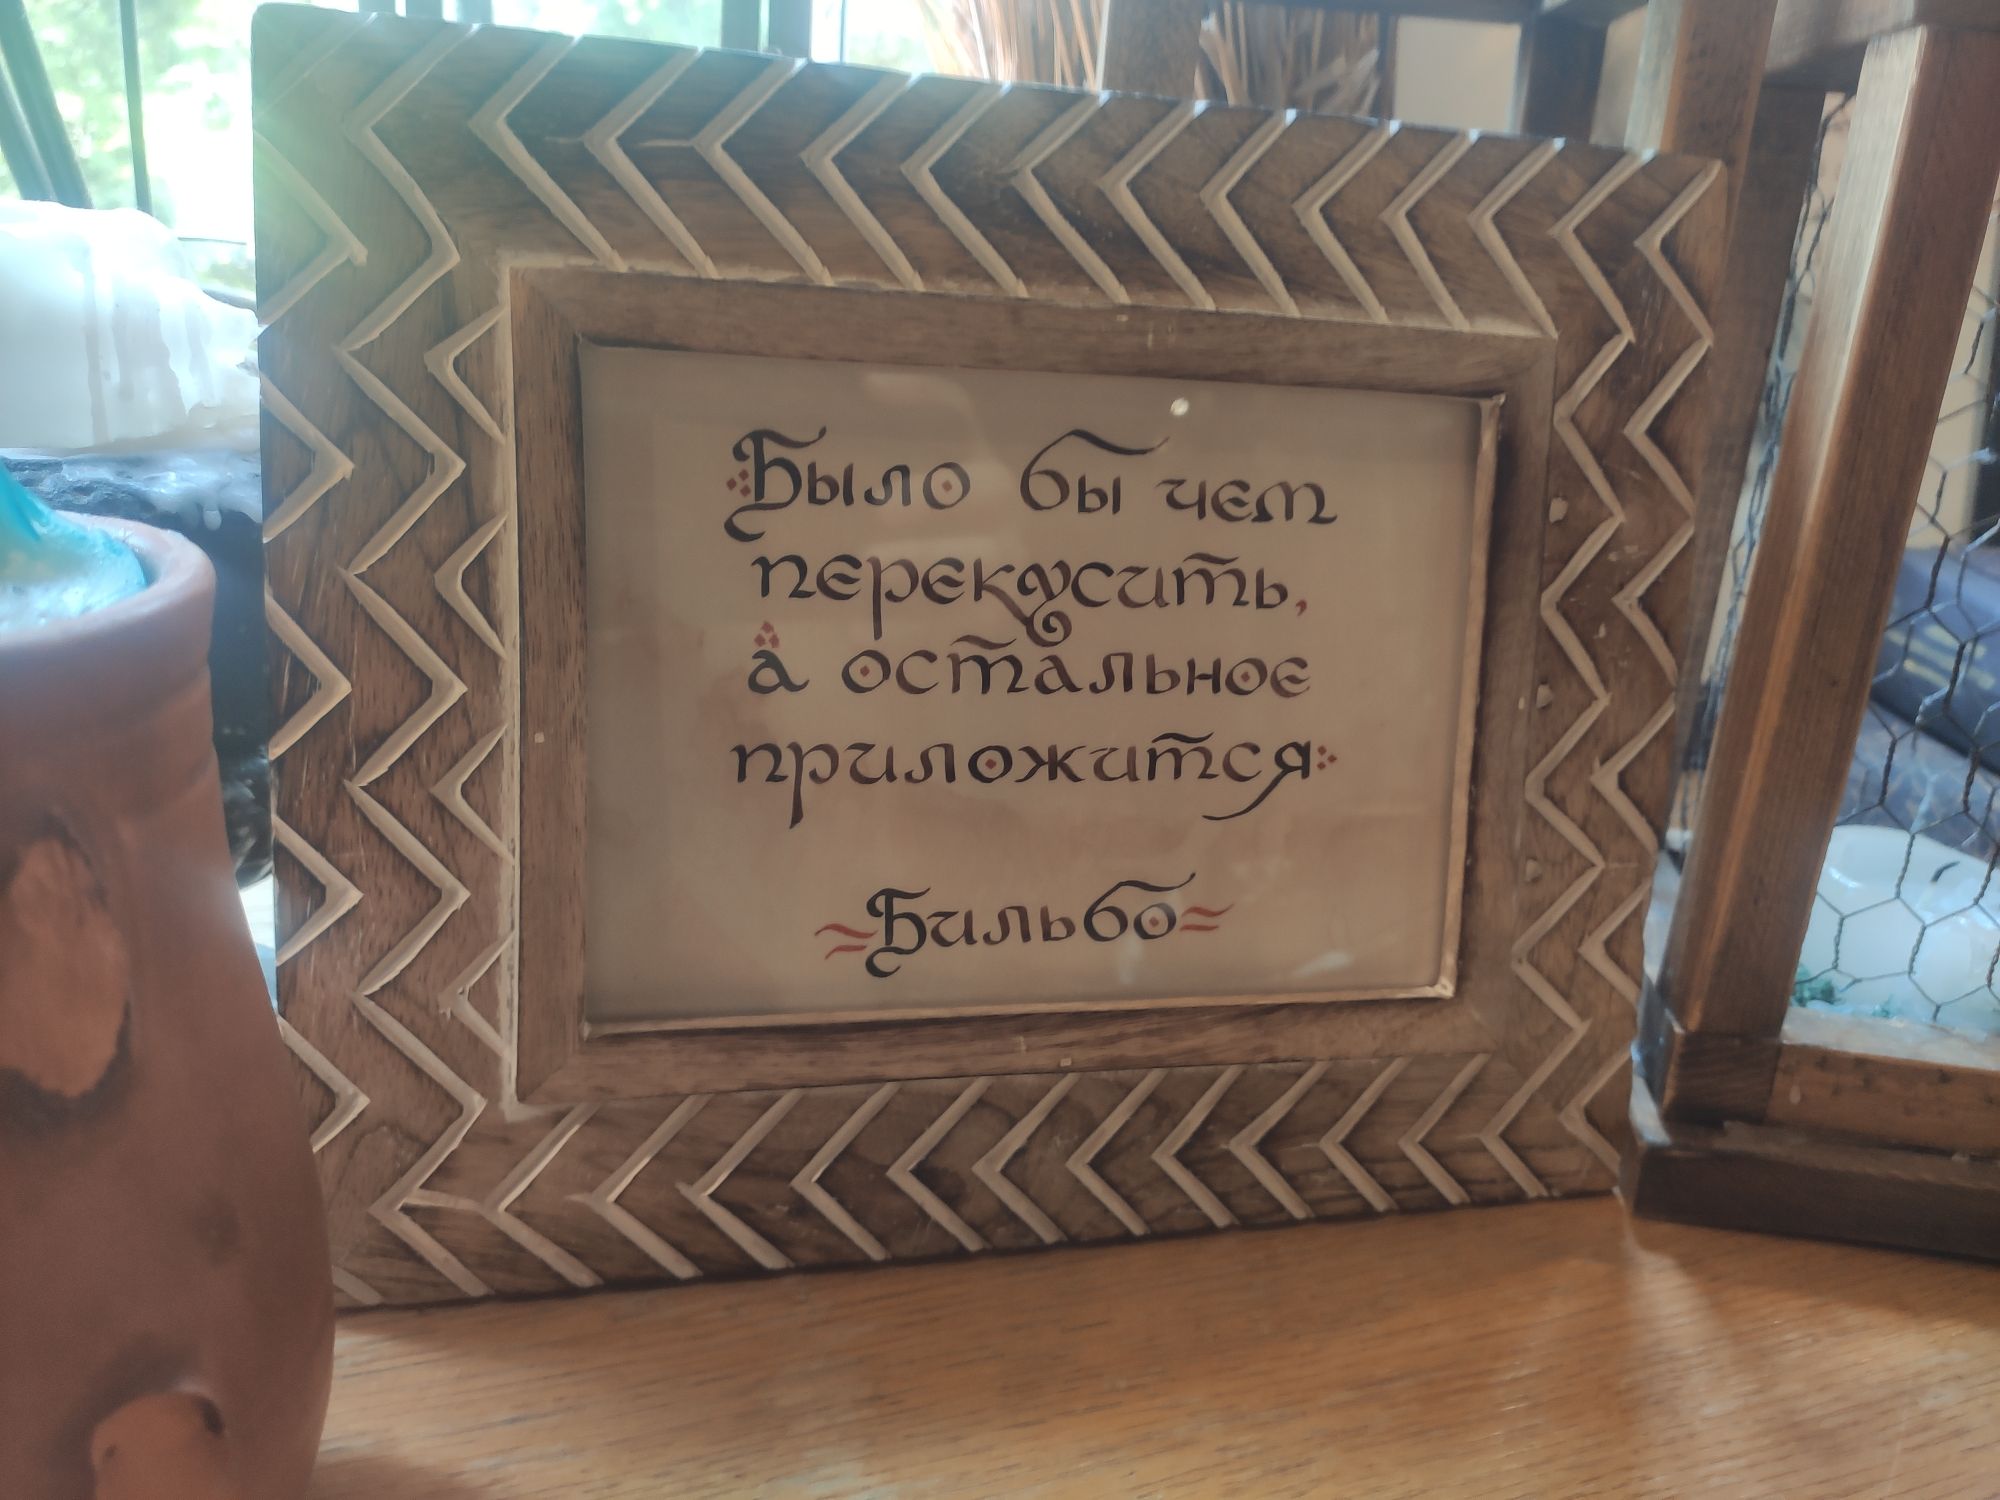 Было бы чем
перекусить,
а остальное
приложится
Бильбо